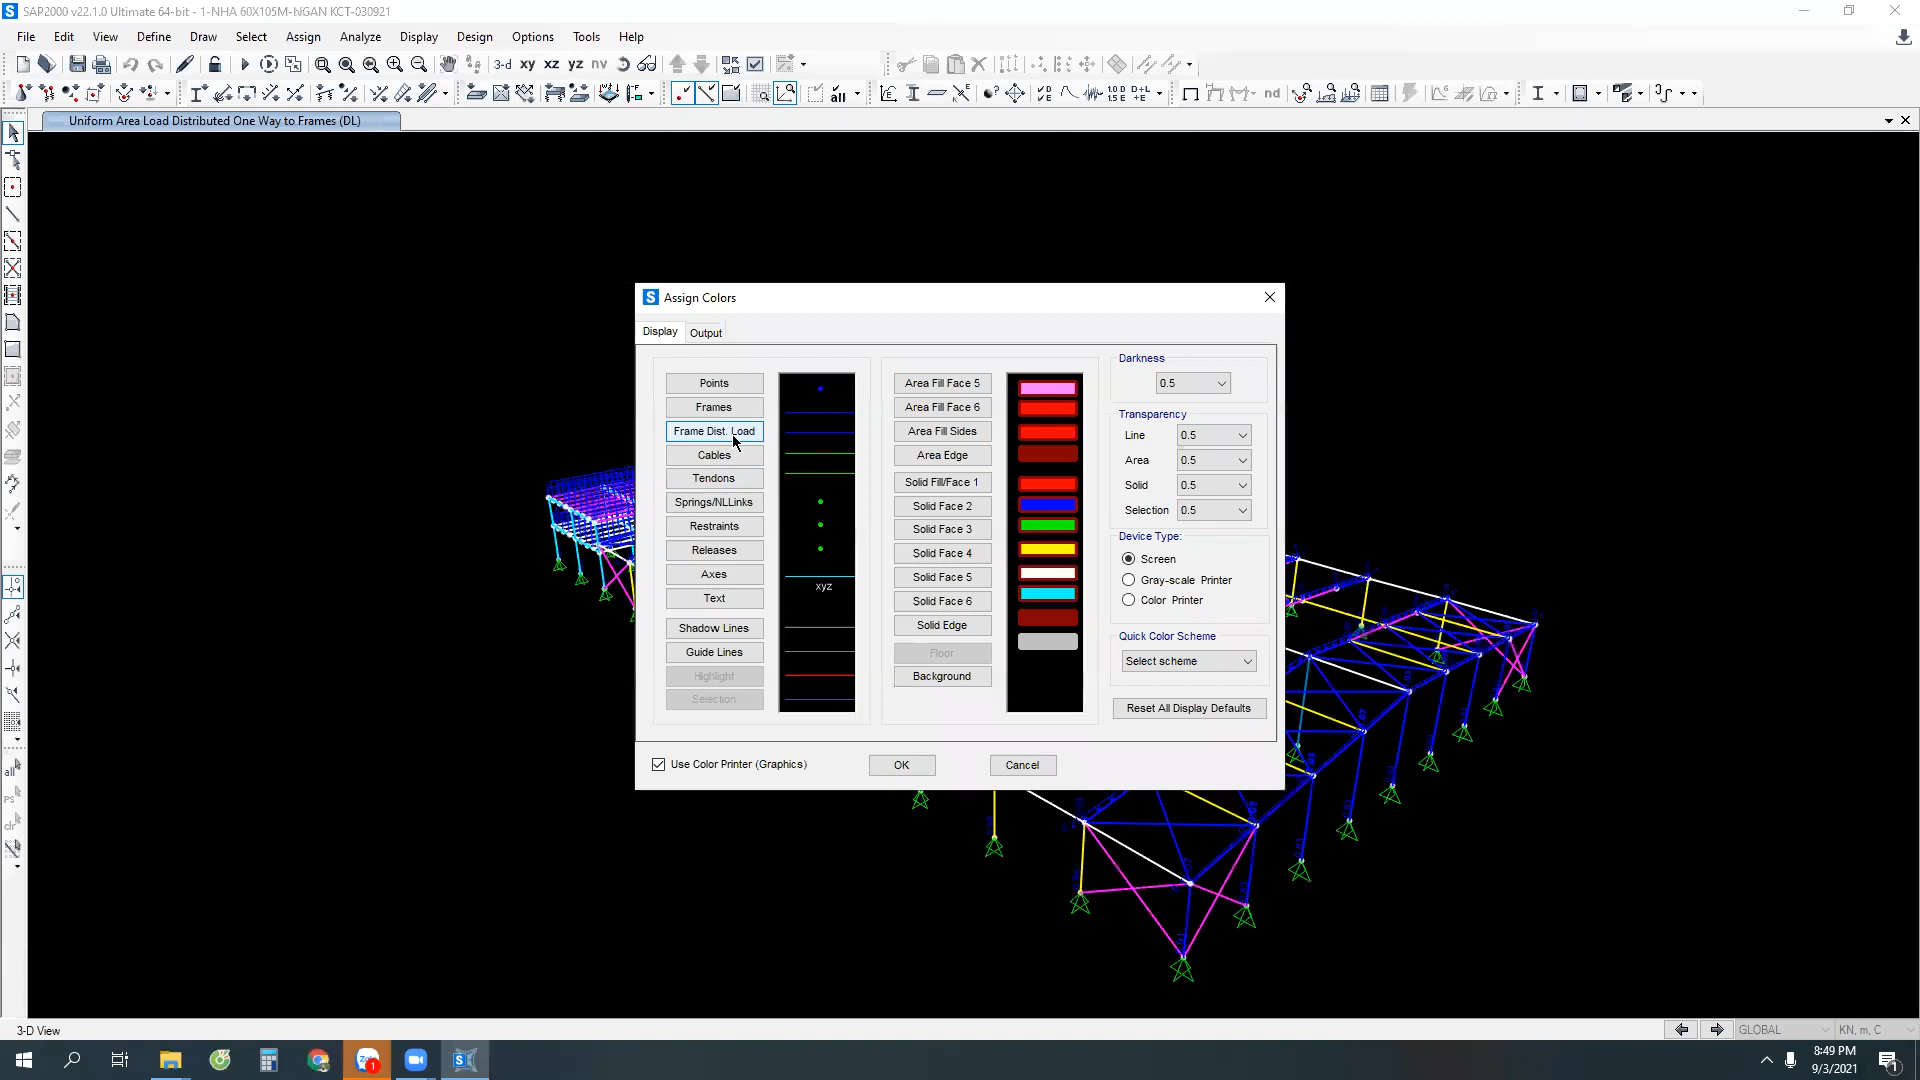 SAP2000 v22.1.0 Ultimate 64-bit - 1-NHA 60X105M-NGAN KCT-030921
File Edit View Define Draw Select Assign Analyze Display Design Options Tools Help
3-d xy xz yz nv
all
nd
Uniform Area Load Distributed One Way to Frames (DL)
Assign Colors
Display Output
Points
Frames
Frame Dist. Load
Cables
Tendons
Springs/NLLinks
Restraints
Releases
Axes
Text
Shadow Lines
Guide Lines
Highlight
Selection
xyz
Area Fill Face 5
Area Fill Face 6
Area Fill Sides
Area Edge
Solid Fill/Face 1
Solid Face 2
Solid Face 3
Solid Face 4
Solid Face 5
Solid Face 6
Solid Edge
Floor
Background
Darkness
0.5
Transparency
Line 0.5
Area 0.5
Solid 0.5
Selection 0.5
Device Type:
Screen
Gray-scale Printer
Color Printer
Quick Color Scheme
Select scheme
Reset All Display Defaults
Use Color Printer (Graphics)
OK
Cancel
all
ps
clr
3-D View
GLOBAL
KN, m, C
8:49 PM
9/3/2021